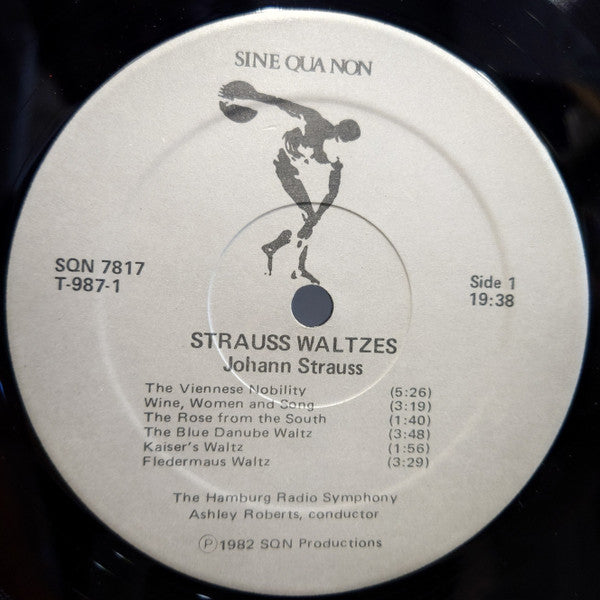 SINE QUA NON
SQN 7817
T-987-1
Side 1
19:38
STRAUSS WALTZES
Johann Strauss
The Viennese Nobility (5:26)
Wine, Women and Song (3:19)
The Rose from the South (1:40)
The Blue Danube Waltz (3:48)
Kaiser's Waltz (1:56)
Fledermaus Waltz (3:29)
The Hamburg Radio Symphony
Ashley Roberts, conductor
Ⓟ1982 SQN Productions